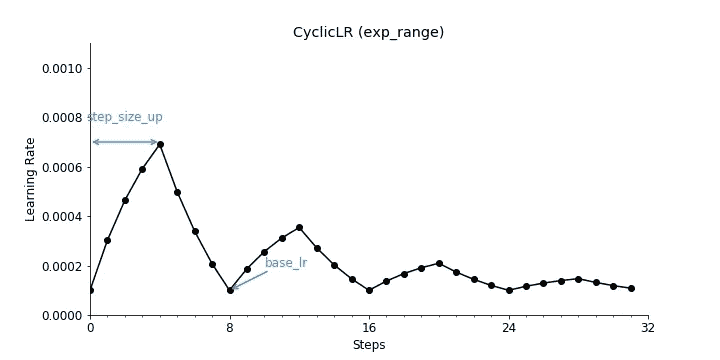 CyclicLR (exp_range)
0.0010
0.0008
step_size_up
0.0006
Learning Rate
0.0004
0.0002
base_lr
0.0000
0 8 16 24 32
Steps